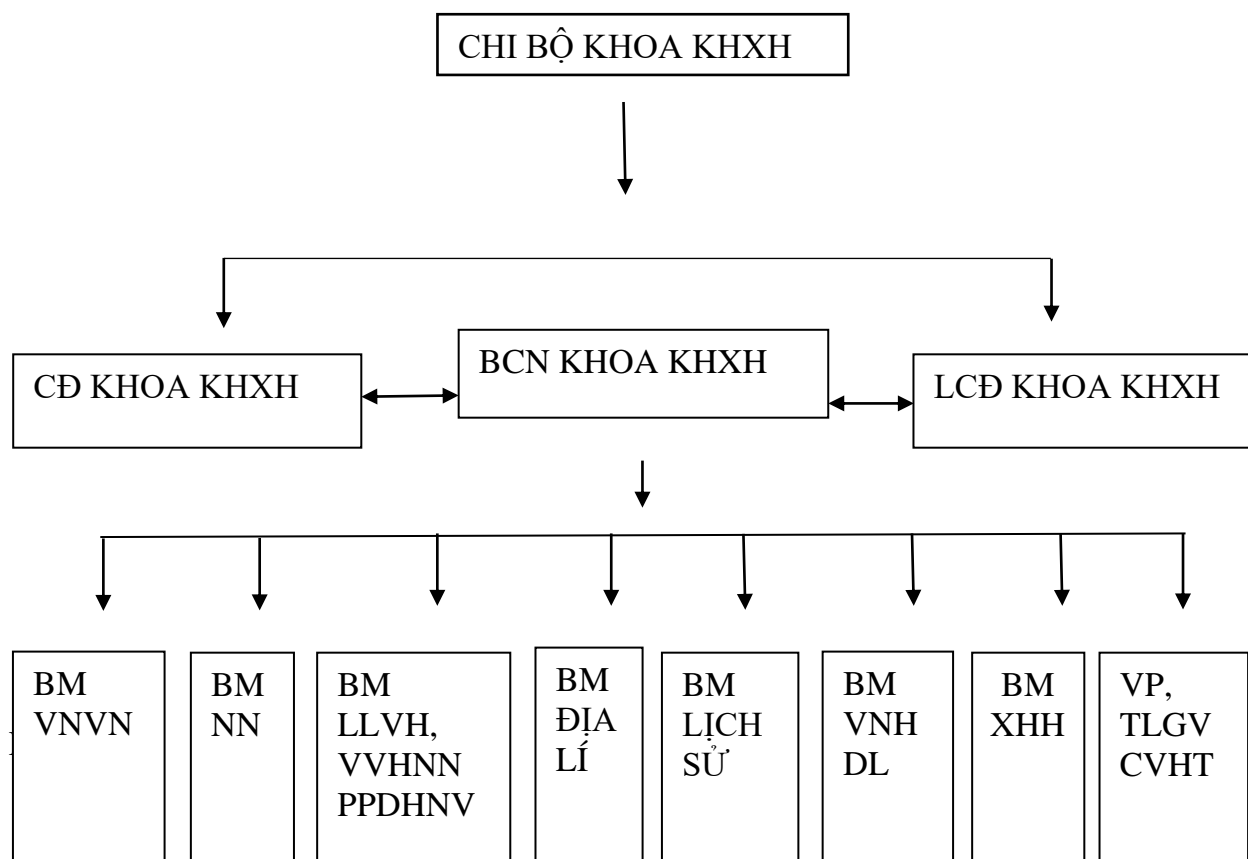 CHI BỘ KHOA KHXH
CĐ KHOA KHXH
BCN KHOA KHXH
LCĐ KHOA KHXH
BM
VNVN
BM
NN
BM
LLVH,
VVHNN
PPDHNV
BM
ĐỊA
LÍ
BM
LỊCH
SỬ
BM
VNH
DL
BM
XHH
VP,
TLGV
CVHT